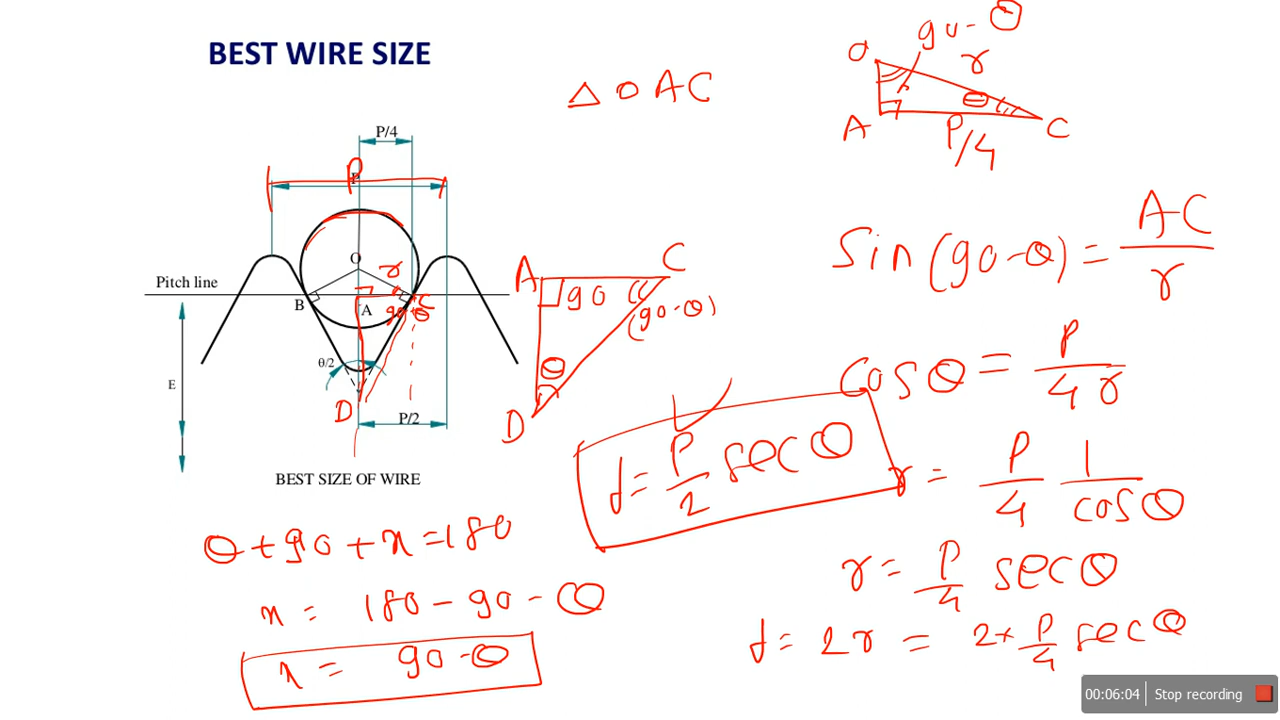 BEST WIRE SIZE
Δ OAC
O
90-θ
r
A
θ
C
P/4
P/4
P
P
O
r
Pitch line
B
A
C
90-θ
θ/2
E
D
P/2
BEST SIZE OF WIRE
A
C
90
(90-θ)
θ
D
Sin(90-θ)=AC/r
cosθ=P/4r
r=P/4 1/cosθ
r=P/4 secθ
d=2r=2×P/4 secθ
d=P/2 secθ
θ+90+x=180
x=180-90-θ
x=90-θ
00:06:04
Stop recording